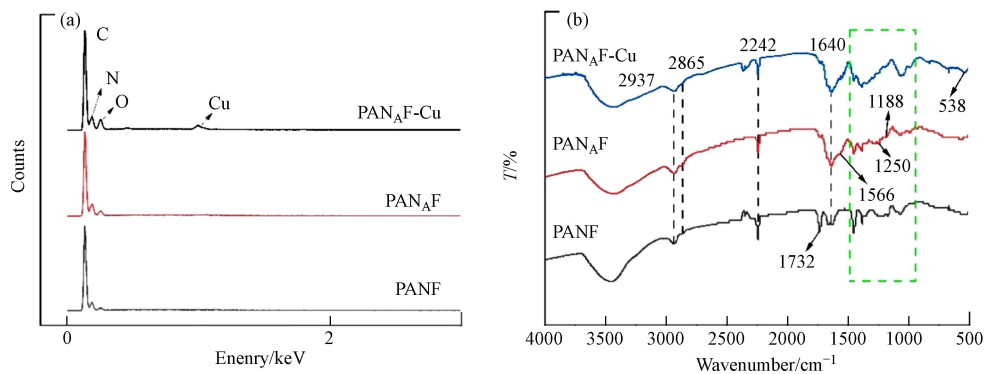 (a)
C
N
O
Cu
PANAF-Cu
PANAF
PANF
Counts
0
2
Enenry/keV
(b)
PANAF-Cu
2937
2865
2242
1640
538
PANAF
1188
1250
1566
PANF
1732
T/%
4000 3500 3000 2500 2000 1500 1000 500
Wavenumber/cm−1